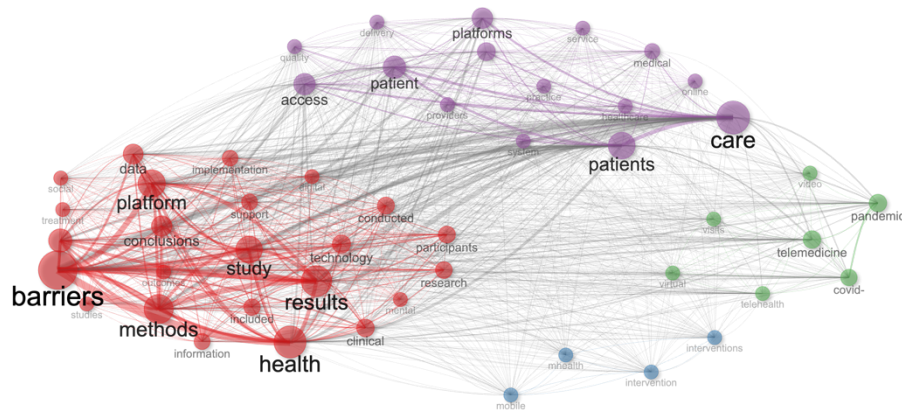 delivery
platforms
service
quality
medical
patient
access
practice
online
providers
healthcare
care
system
patients
data
implementation
social
platform
video
treatment
support
conducted
pandemic
visits
conclusions
participants
telemedicine
study
technology
barriers
outcomes
results
research
virtual
covid-
studies
methods
included
mental
telehealth
health
clinical
information
interventions
mhealth
intervention
mobile